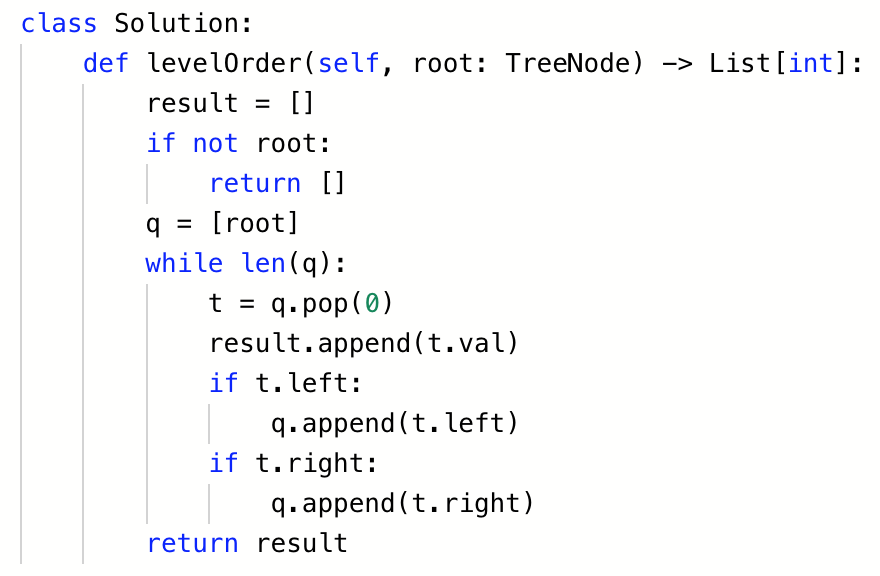 class Solution:
    def levelOrder(self, root: TreeNode) -> List[int]:
        result = []
        if not root:
            return []
        q = [root]
        while len(q):
            t = q.pop(0)
            result.append(t.val)
            if t.left:
                q.append(t.left)
            if t.right:
                q.append(t.right)
        return result